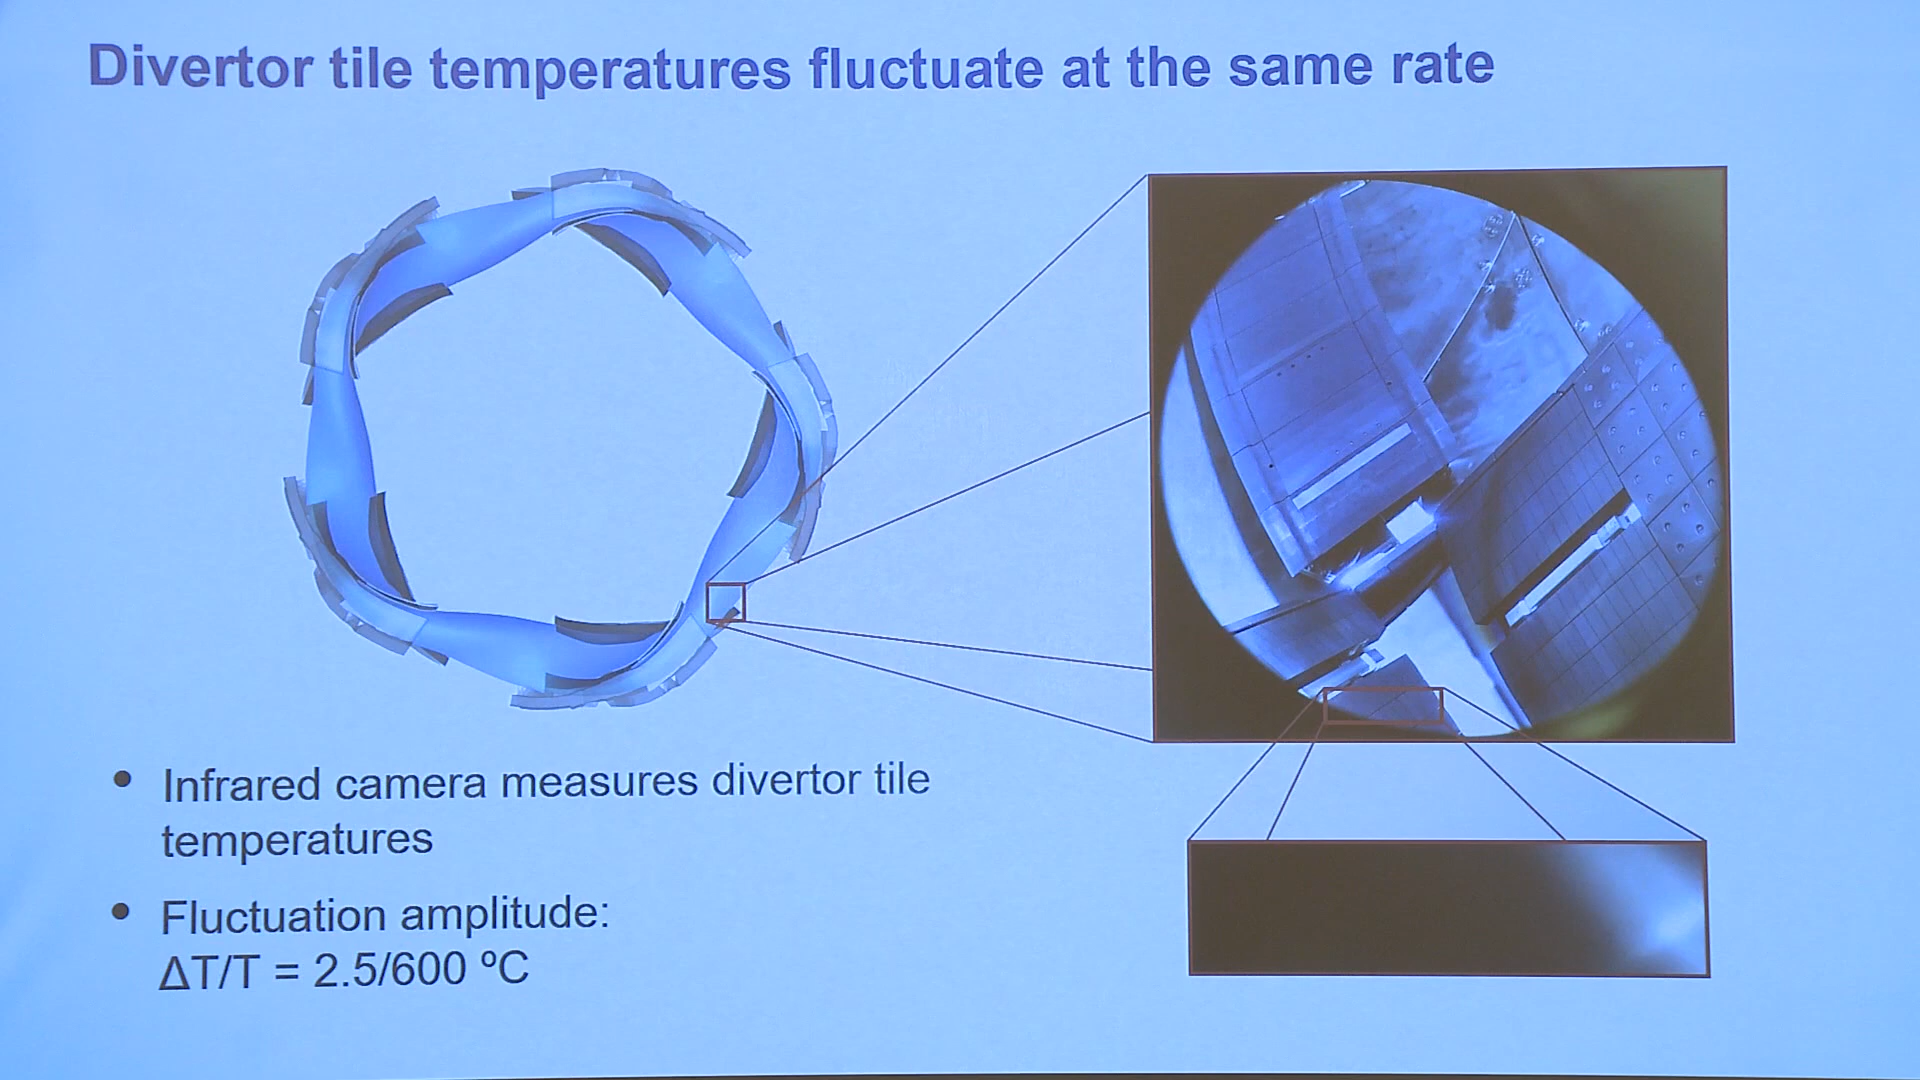 Divertor tile temperatures fluctuate at the same rate
• Infrared camera measures divertor tile
temperatures
• Fluctuation amplitude:
ΔT/T = 2.5/600 ºC